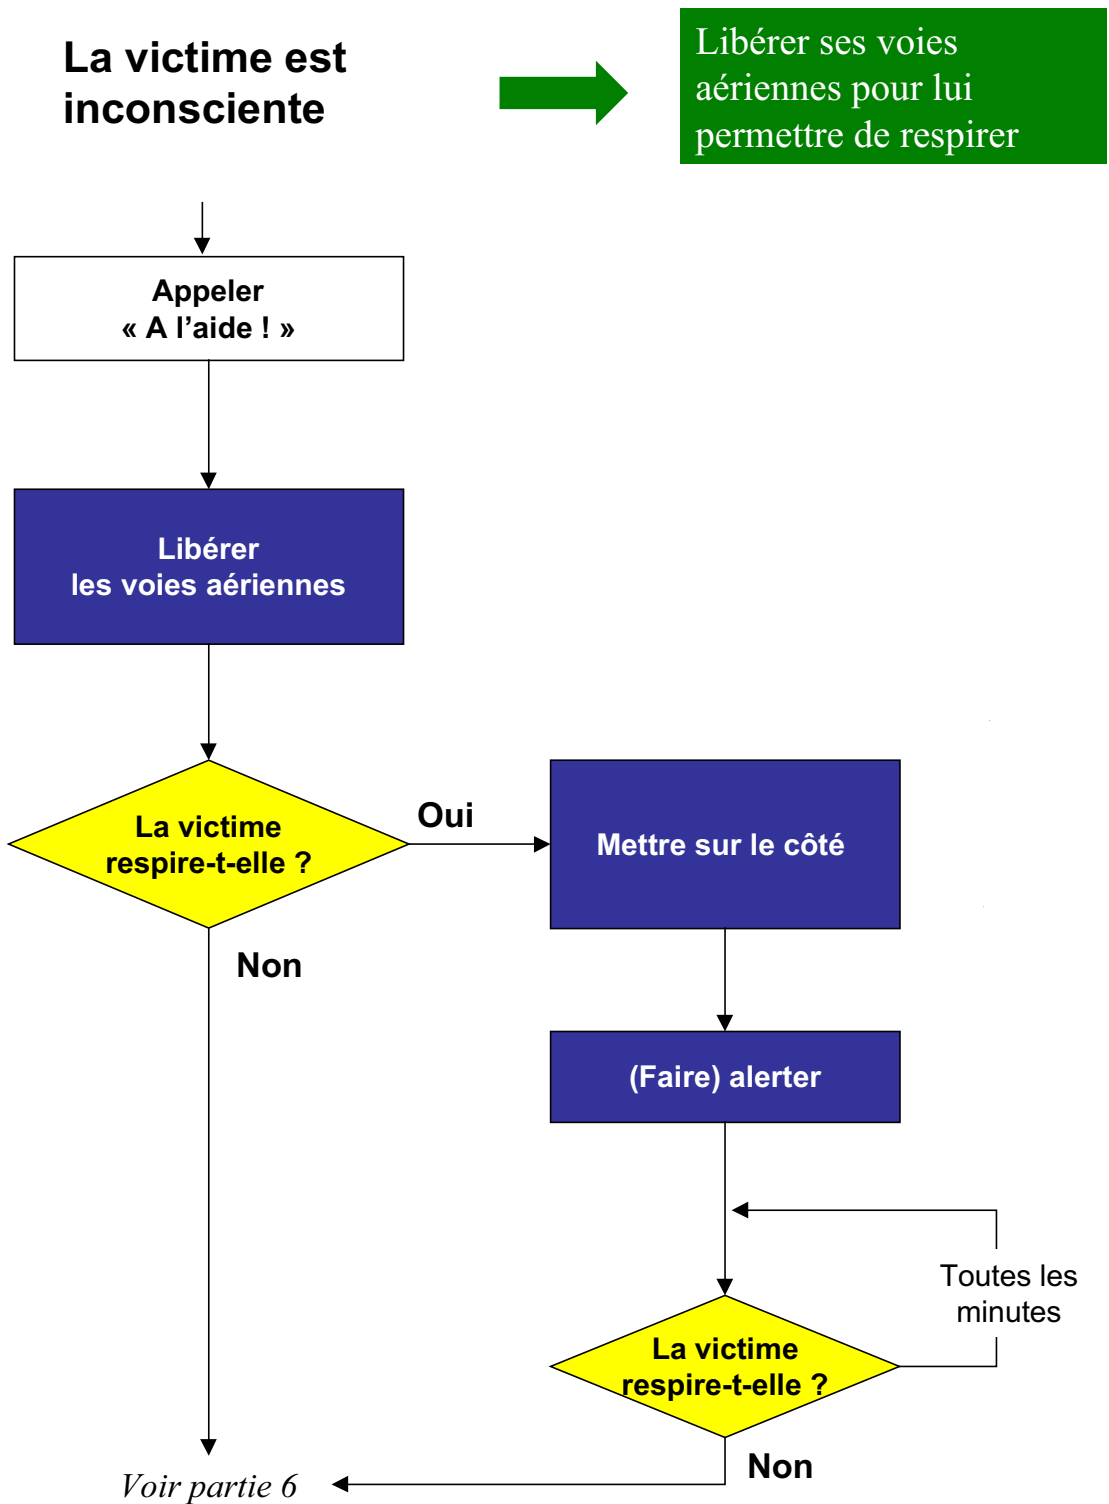 La victime est
inconsciente
Libérer ses voies
aériennes pour lui
permettre de respirer
Appeler
« A l'aide ! »
Libérer
les voies aériennes
La victime
respire-t-elle ?
Oui
Mettre sur le côté
Non
(Faire) alerter
Toutes les
minutes
La victime
respire-t-elle ?
Non
Voir partie 6